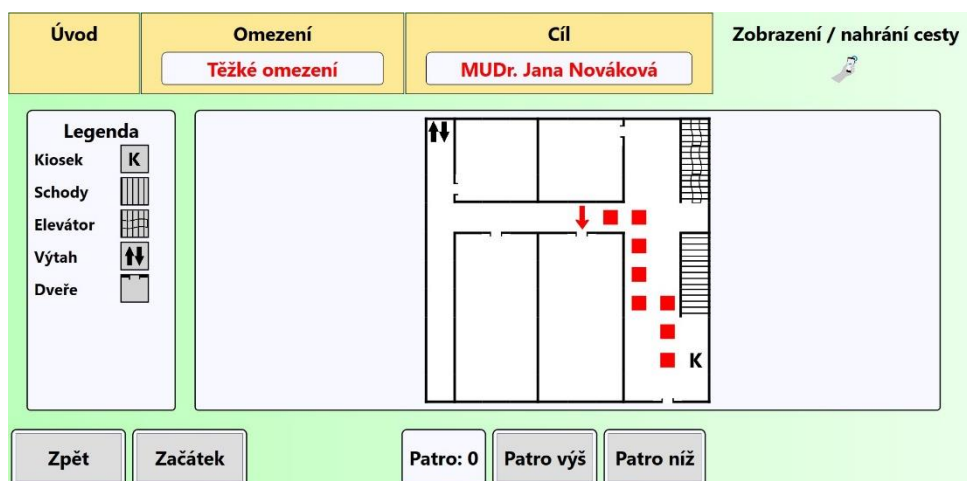 Úvod
Omezení
Těžké omezení
Cíl
MUDr. Jana Nováková
Zobrazení / nahrání cesty
Legenda
Kiosek K
Schody
Elevátor
Výtah
Dveře
K
Zpět
Začátek
Patro: 0
Patro výš
Patro níž